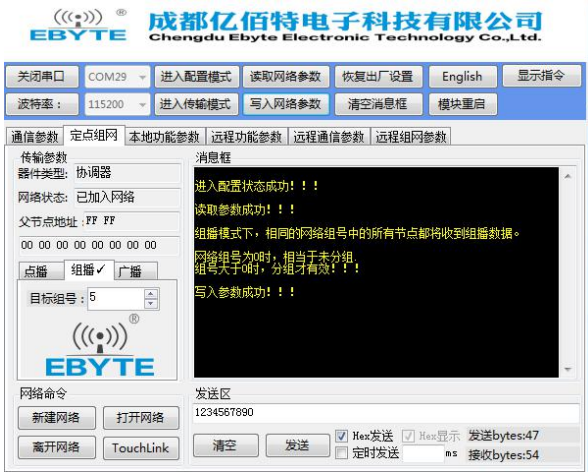 EBYTE ®
成都亿佰特电子科技有限公司
Chengdu Ebyte Electronic Technology Co.,Ltd.
关闭串口 COM29 进入配置模式 读取网络参数 恢复出厂设置 English 显示指令
波特率： 115200 进入传输模式 写入网络参数 清空消息框 模块重启
通信参数 定点组网 本地功能参数 远程功能参数 远程通信参数 远程组网参数
传输参数
器件类型: 协调器
网络状态: 已加入网络
父节点地址: FF FF
00 00 00 00 00 00 00 00
点播 组播✓ 广播
目标组号: 5
®
EBYTE
网络命令
新建网络 打开网络
离开网络 TouchLink
消息框
进入配置状态成功！！！
读取参数成功！！！
组播模式下，相同的网络组号中的所有节点都将收到组播数据。
网络组号为0时，相当于未分组.
组号大于0时，分组才有效！！！
写入参数成功！！！
发送区
1234567890
清空 发送 Hex发送 Hex显示 发送bytes:47
定时发送 ms 接收bytes:54